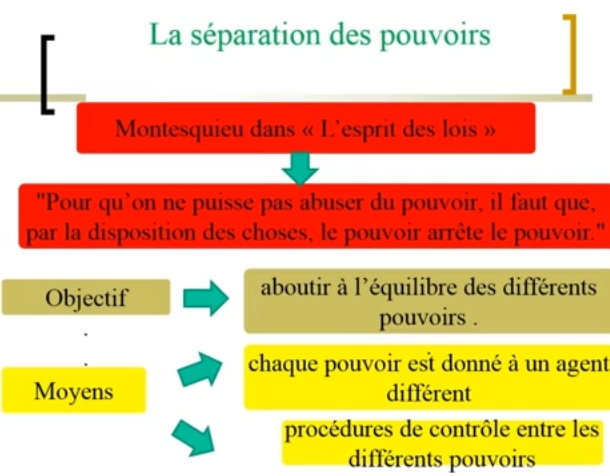 La séparation des pouvoirs
Montesquieu dans « L'esprit des lois »
"Pour qu'on ne puisse pas abuser du pouvoir, il faut que,
par la disposition des choses, le pouvoir arrête le pouvoir."
Objectif
aboutir à l'équilibre des différents
pouvoirs .
.
.
Moyens
chaque pouvoir est donné à un agent
différent
procédures de contrôle entre les
différents pouvoirs